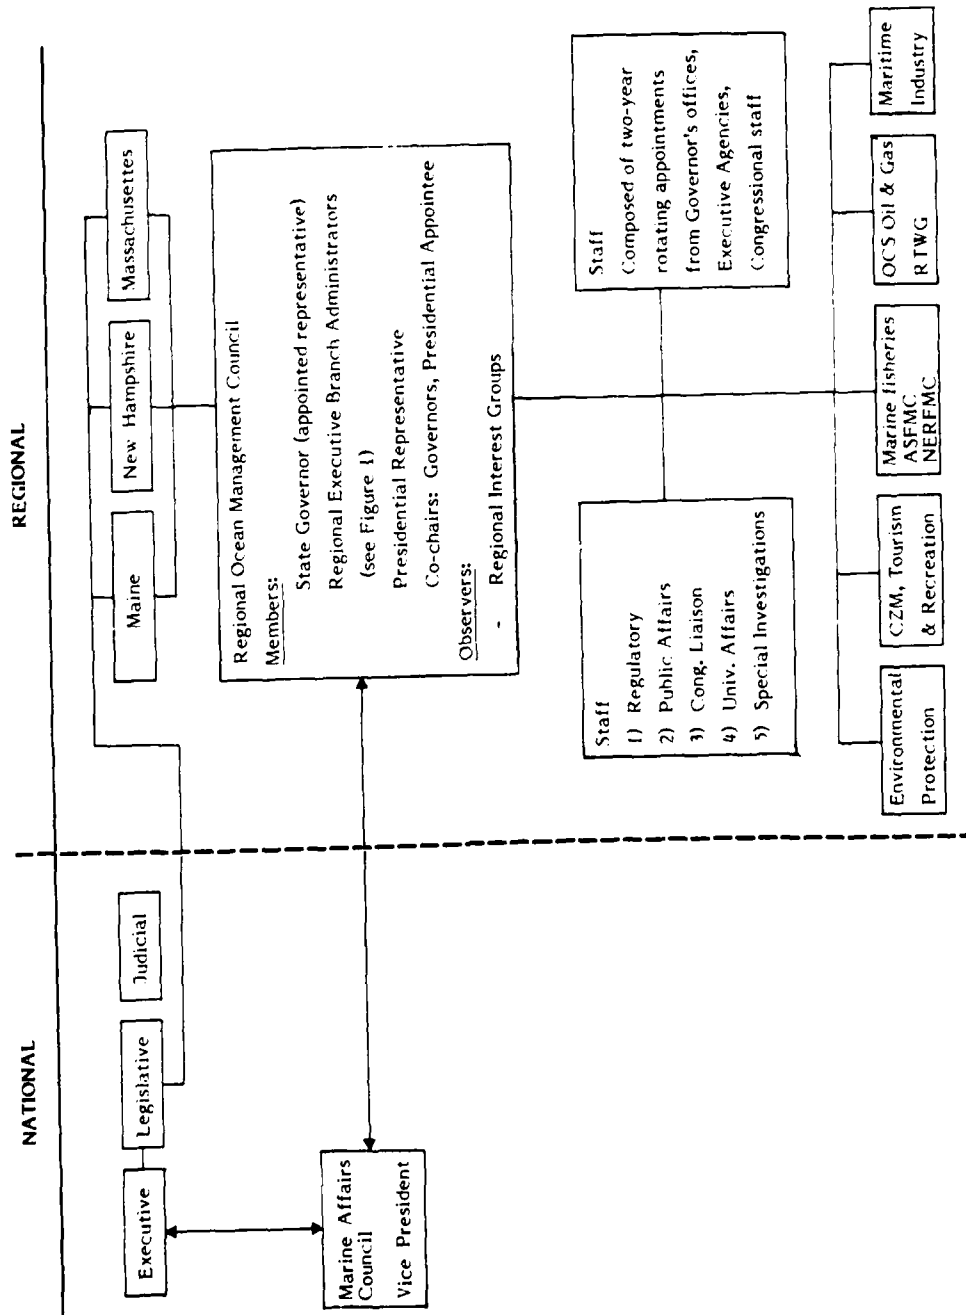 NATIONAL
REGIONAL
Executive
Legislative
Judicial
Maine
New Hampshire
Massachusettes
Marine Affairs
Council
Vice President
Regional Ocean Management Council
Members:
State Governor (appointed representative)
Regional Executive Branch Administrators
(see Figure 1)
Presidential Representative
Co-chairs: Governors, Presidential Appointee
Observers:
- Regional Interest Groups
Staff
1) Regulatory
2) Public Affairs
3) Cong. Liaison
4) Univ. Affairs
5) Special Investigations
Staff
Composed of two-year
rotating appointments
from Governor's offices,
Executive Agencies,
Congressional staff
Environmental
Protection
CZM, Tourism
& Recreation
Marine fisheries
ASFMC
NERFMC
OCS Oil & Gas
RTWG
Maritime
Industry